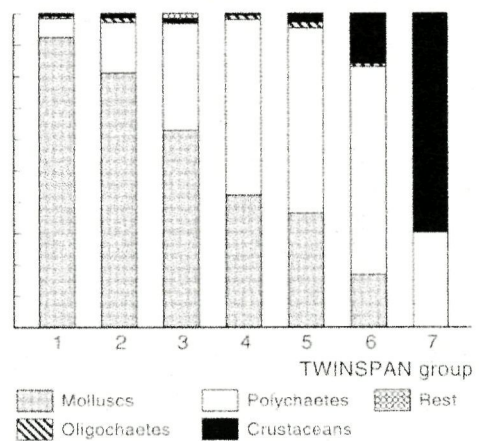 1 2 3 4 5 6 7
TWINSPAN group
Molluscs Polychaetes Rest
Oligochaetes Crustaceans